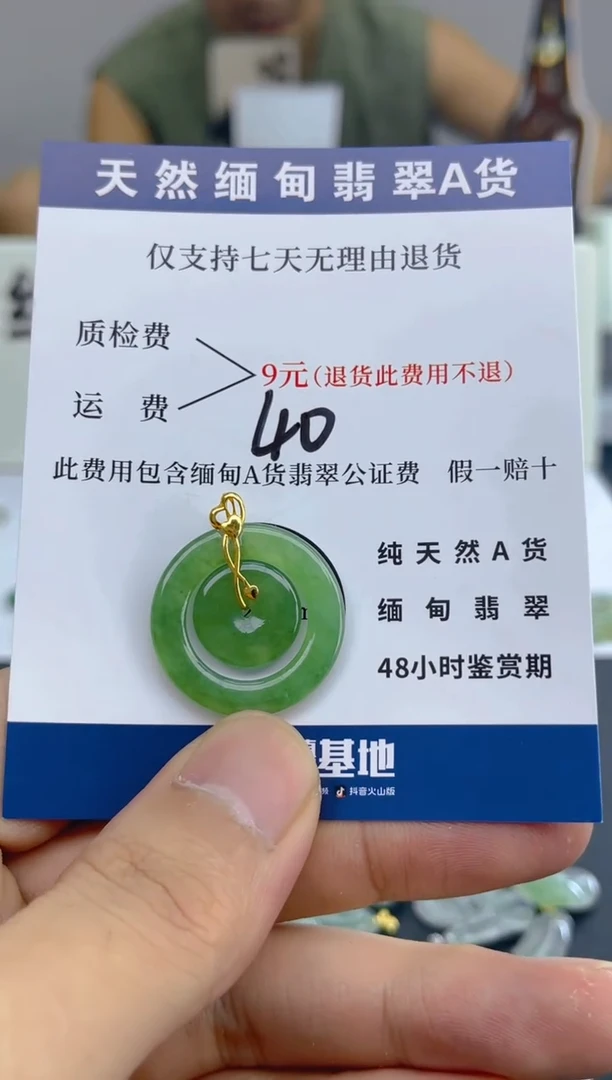 天然缅甸翡翠A货
仅支持七天无理由退货
质检费
9元(退货此费用不退)
运 费
40
此费用包含缅甸A货翡翠公证费 假一赔十
纯天然A货
缅甸翡翠
48小时鉴赏期
基地
抖音火山版